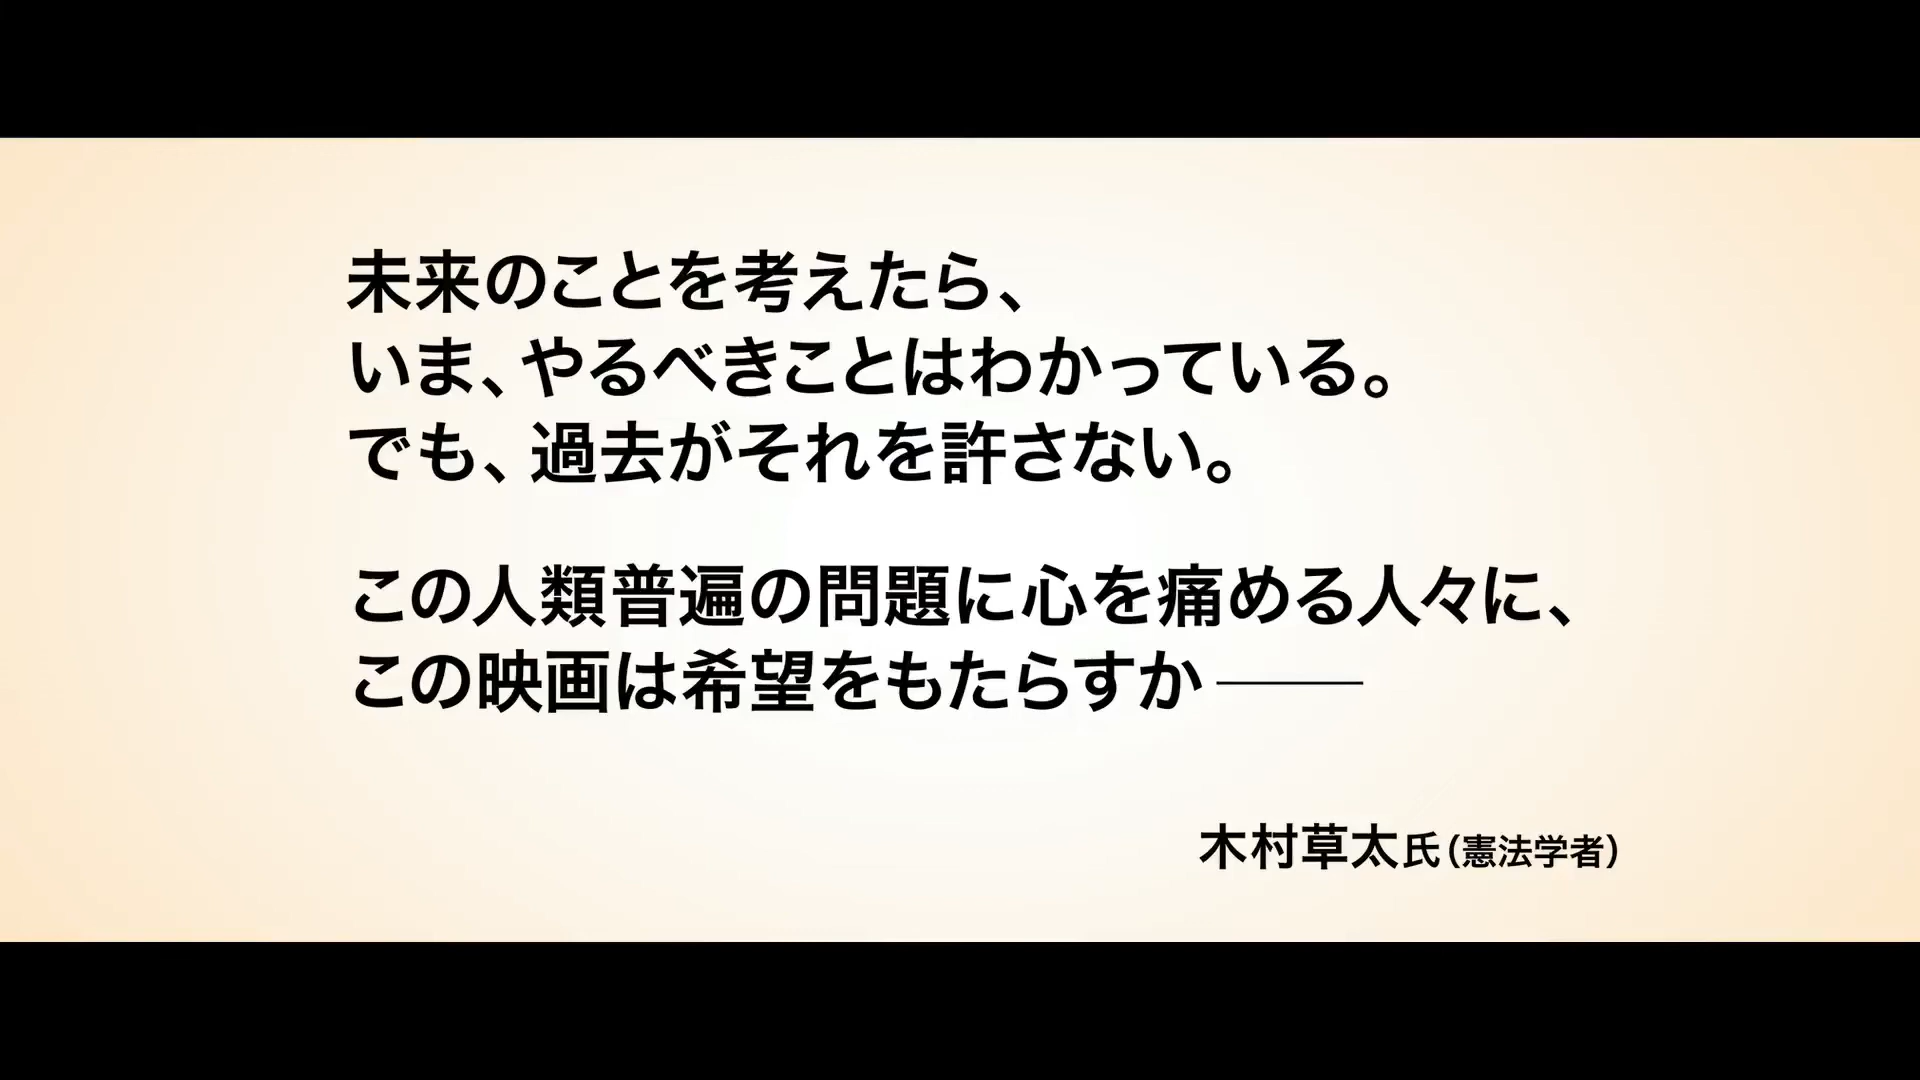 未来のことを考えたら、
いま、やるべきことはわかっている。
でも、過去がそれを許さない。
この人類普遍の問題に心を痛める人々に、
この映画は希望をもたらすか――
木村草太氏(憲法学者)